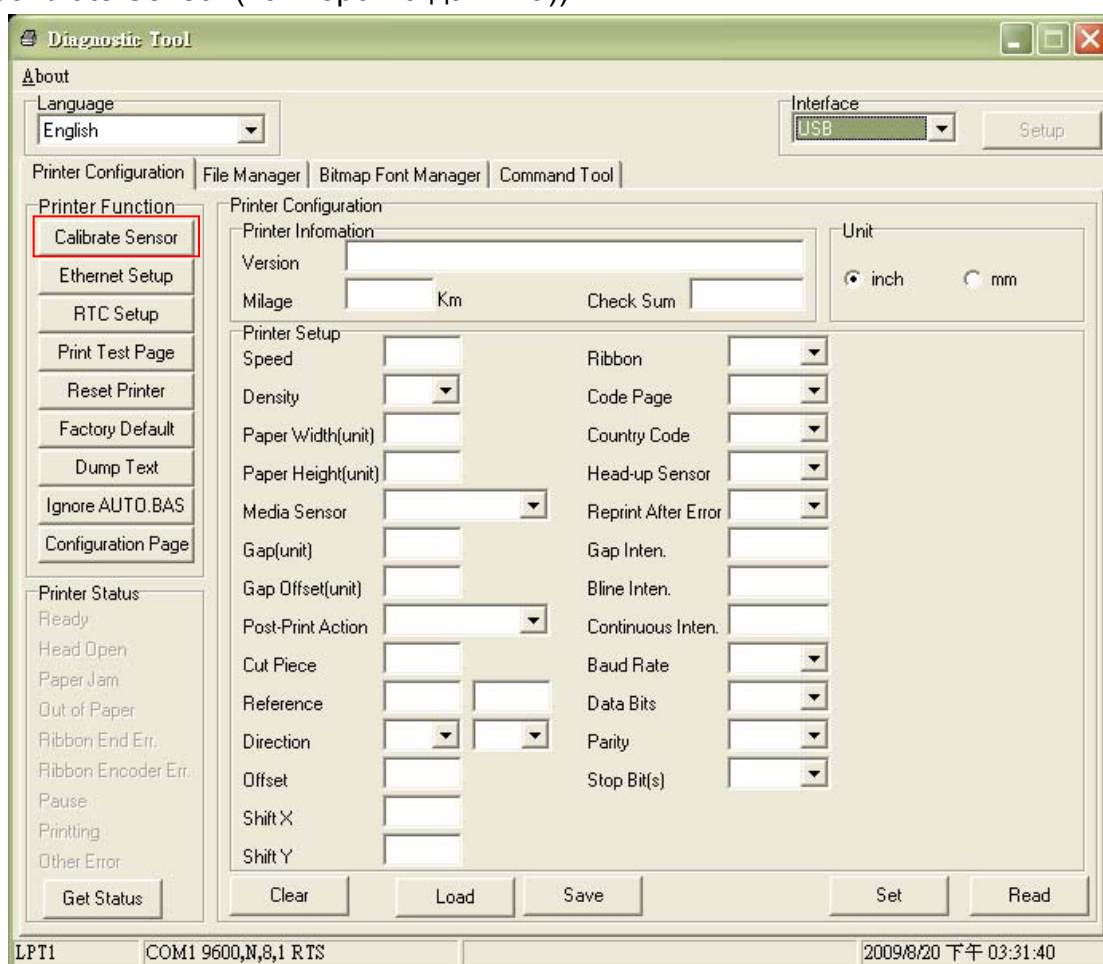 Diagnostic Tool
About
Language
English
Interface
USB
Setup
Printer Configuration
File Manager
Bitmap Font Manager
Command Tool
Printer Function
Calibrate Sensor
Ethernet Setup
RTC Setup
Print Test Page
Reset Printer
Factory Default
Dump Text
Ignore AUTO.BAS
Configuration Page
Printer Status
Ready
Head Open
Paper Jam
Out of Paper
Ribbon End Err.
Ribbon Encoder Err.
Pause
Printting
Other Error
Get Status
Printer Configuration
Printer Infomation
Version
Milage
Km
Check Sum
Unit
inch
mm
Printer Setup
Speed
Density
Paper Width(unit)
Paper Height(unit)
Media Sensor
Gap(unit)
Gap Offset(unit)
Post-Print Action
Cut Piece
Reference
Direction
Offset
Shift X
Shift Y
Ribbon
Code Page
Country Code
Head-up Sensor
Reprint After Error
Gap Inten.
Bline Inten.
Continuous Inten.
Baud Rate
Data Bits
Parity
Stop Bit(s)
Clear
Load
Save
Set
Read
LPT1
COM1 9600,N,8,1 RTS
2009/8/20 下午 03:31:40